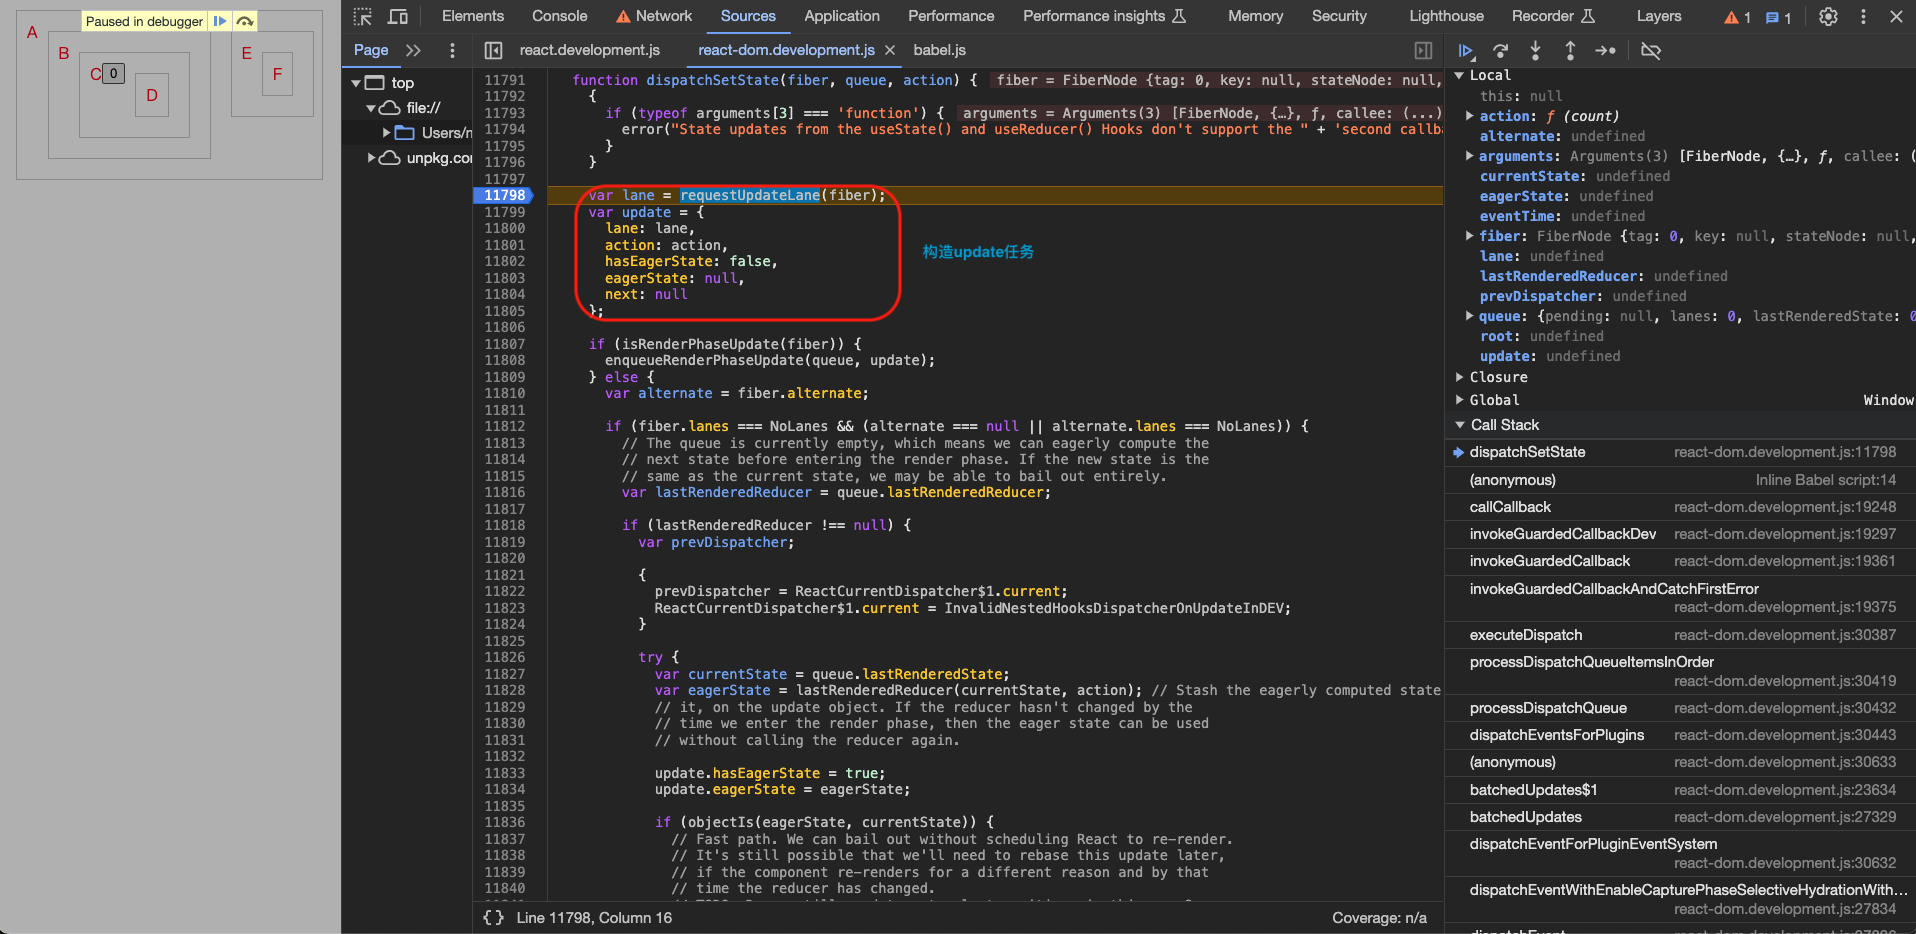 Paused in debugger
A
B
C 0
D
E
F
Elements Console Network Sources Application Performance Performance insights Memory Security Lighthouse Recorder Layers 1 1
Page react.development.js react-dom.development.js babel.js
top
file://
Users/
unpkg.co
11791 function dispatchSetState(fiber, queue, action) { fiber = FiberNode {tag: 0, key: null, stateNode: null,
11792 {
11793 if (typeof arguments[3] === 'function') { arguments = Arguments(3) [FiberNode, {…}, ƒ, callee: (...)
11794 error("State updates from the useState() and useReducer() Hooks don't support the " + 'second callba
11795 }
11796 }
11797
11798 var lane = requestUpdateLane(fiber);
11799 var update = {
11800 lane: lane,
11801 action: action,
11802 hasEagerState: false,
11803 eagerState: null,
11804 next: null
11805 };
构造update任务
11806
11807 if (isRenderPhaseUpdate(fiber)) {
11808 enqueueRenderPhaseUpdate(queue, update);
11809 } else {
11810 var alternate = fiber.alternate;
11811
11812 if (fiber.lanes === NoLanes && (alternate === null || alternate.lanes === NoLanes)) {
11813 // The queue is currently empty, which means we can eagerly compute the
11814 // next state before entering the render phase. If the new state is the
11815 // same as the current state, we may be able to bail out entirely.
11816 var lastRenderedReducer = queue.lastRenderedReducer;
11817
11818 if (lastRenderedReducer !== null) {
11819 var prevDispatcher;
11820
11821 {
11822 prevDispatcher = ReactCurrentDispatcher$1.current;
11823 ReactCurrentDispatcher$1.current = InvalidNestedHooksDispatcherOnUpdateInDEV;
11824 }
11825
11826 try {
11827 var currentState = queue.lastRenderedState;
11828 var eagerState = lastRenderedReducer(currentState, action); // Stash the eagerly computed state
11829 // it, on the update object. If the reducer hasn't changed by the
11830 // time we enter the render phase, then the eager state can be used
11831 // without calling the reducer again.
11832
11833 update.hasEagerState = true;
11834 update.eagerState = eagerState;
11835
11836 if (objectIs(eagerState, currentState)) {
11837 // Fast path. We can bail out without scheduling React to re-render.
11838 // It's still possible that we'll need to rebase this update later,
11839 // if the component re-renders for a different reason and by that
11840 // time the reducer has changed.
{} Line 11798, Column 16 Coverage: n/a
Local
this: null
action: ƒ (count)
alternate: undefined
arguments: Arguments(3) [FiberNode, {…}, ƒ, callee: (
currentState: undefined
eagerState: undefined
eventTime: undefined
fiber: FiberNode {tag: 0, key: null, stateNode: null,
lane: undefined
lastRenderedReducer: undefined
prevDispatcher: undefined
queue: {pending: null, lanes: 0, lastRenderedState: 0
root: undefined
update: undefined
Closure
Global Window
Call Stack
dispatchSetState react-dom.development.js:11798
(anonymous) Inline Babel script:14
callCallback react-dom.development.js:19248
invokeGuardedCallbackDev react-dom.development.js:19297
invokeGuardedCallback react-dom.development.js:19361
invokeGuardedCallbackAndCatchFirstError
react-dom.development.js:19375
executeDispatch react-dom.development.js:30387
processDispatchQueueItemsInOrder
react-dom.development.js:30419
processDispatchQueue react-dom.development.js:30432
dispatchEventsForPlugins react-dom.development.js:30443
(anonymous) react-dom.development.js:30633
batchedUpdates$1 react-dom.development.js:23634
batchedUpdates react-dom.development.js:27329
dispatchEventForPluginEventSystem
react-dom.development.js:30632
dispatchEventWithEnableCapturePhaseSelectiveHydrationWith…
react-dom.development.js:27834